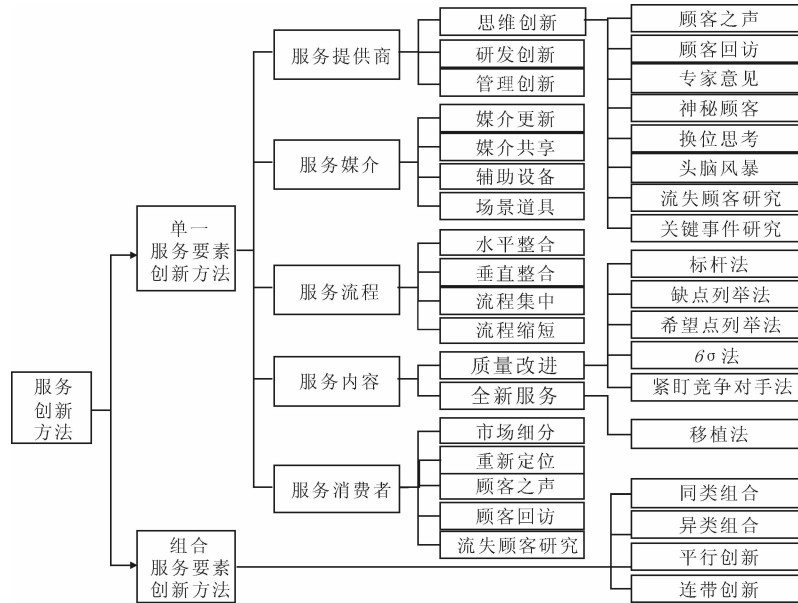 服务
创新
方法
单一
服务要素
创新方法
服务提供商
思维创新
顾客之声
顾客回访
专家意见
神秘顾客
换位思考
头脑风暴
流失顾客研究
关键事件研究
研发创新
管理创新
服务媒介
媒介更新
媒介共享
辅助设备
场景道具
服务流程
水平整合
垂直整合
流程集中
流程缩短
服务内容
质量改进
标杆法
缺点列举法
希望点列举法
6σ法
紧盯竞争对手法
全新服务
移植法
服务消费者
市场细分
重新定位
顾客之声
顾客回访
流失顾客研究
组合
服务要素
创新方法
同类组合
异类组合
平行创新
连带创新